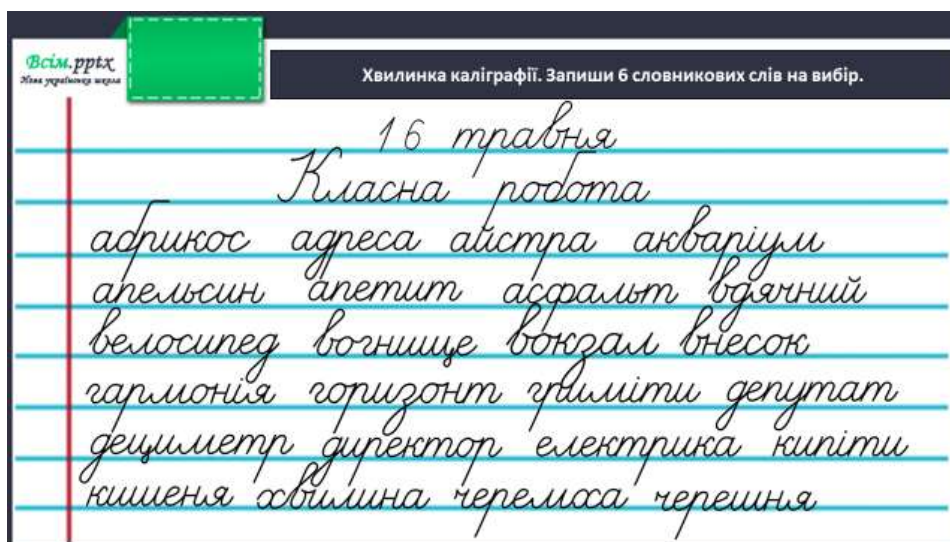 Всім.pptx
Нова українська школа
Хвилинка каліграфії. Запиши 6 словникових слів на вибір.
16 травня
Класна робота
абрикос адреса айстра акваріум
апельсин апетит асфальт вдячний
велосипед вогнище вокзал внесок
гармонія горизонт гриміти депутат
дециметр директор електрика кипіти
кишеня хвилина черемха черешня